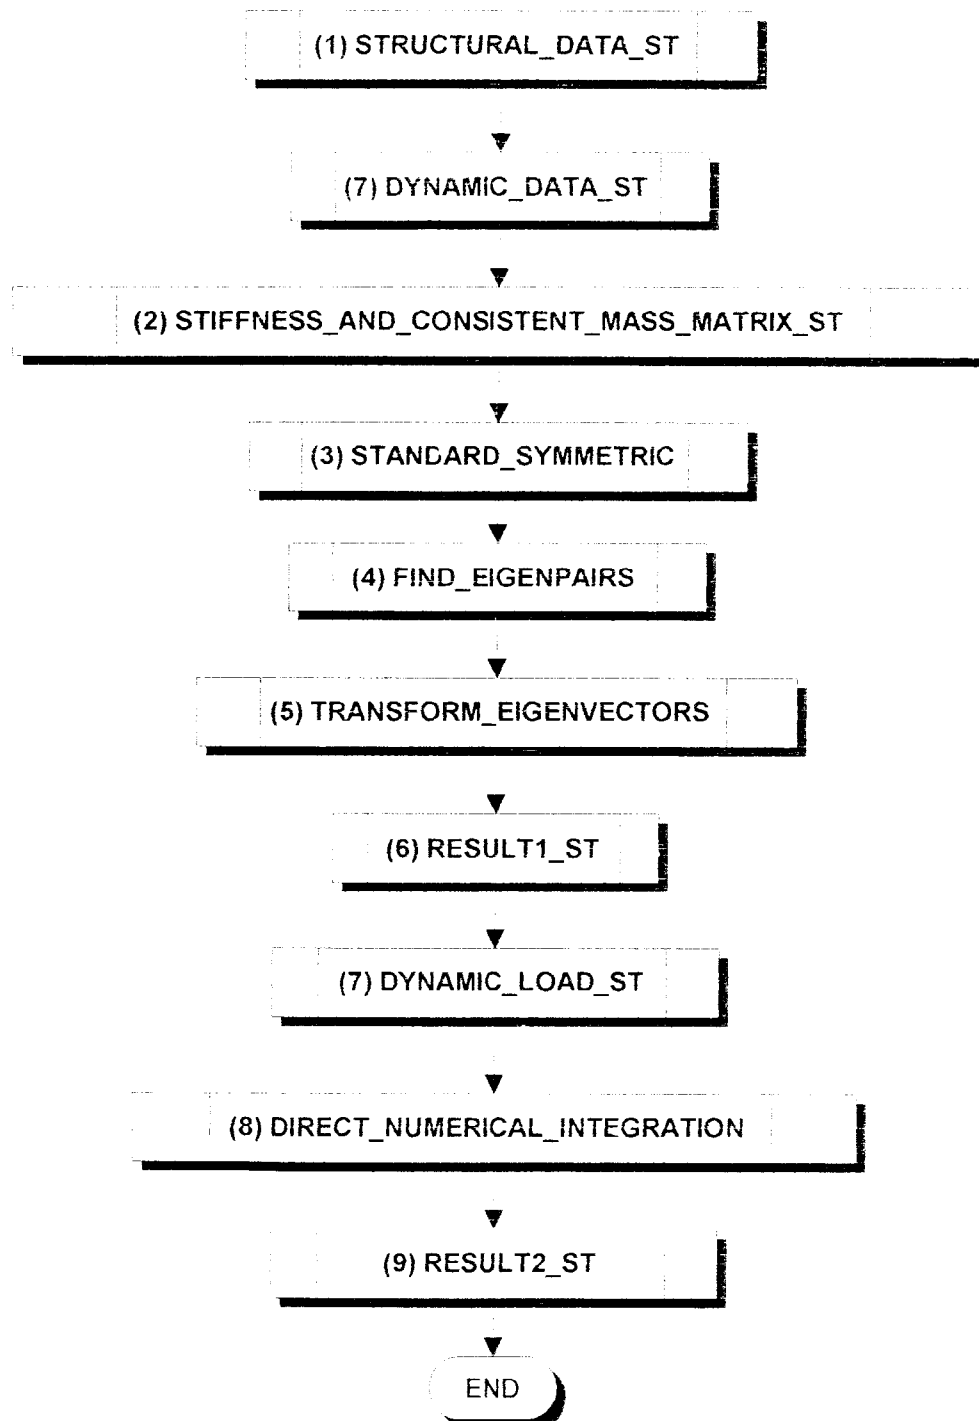 (1) STRUCTURAL_DATA_ST
(7) DYNAMIC_DATA_ST
(2) STIFFNESS_AND_CONSISTENT_MASS_MATRIX_ST
(3) STANDARD_SYMMETRIC
(4) FIND_EIGENPAIRS
(5) TRANSFORM_EIGENVECTORS
(6) RESULT1_ST
(7) DYNAMIC_LOAD_ST
(8) DIRECT_NUMERICAL_INTEGRATION
(9) RESULT2_ST
END